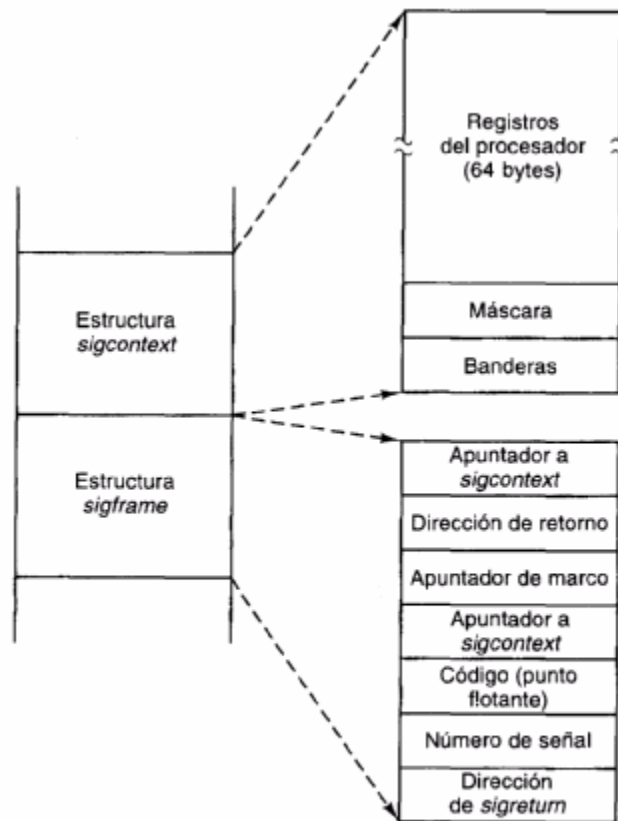 Estructura
sigcontext
Estructura
sigframe
Registros
del procesador
(64 bytes)
Máscara
Banderas
Apuntador a
sigcontext
Dirección de retorno
Apuntador de marco
Apuntador a
sigcontext
Código (punto
flotante)
Número de señal
Dirección
de sigreturn